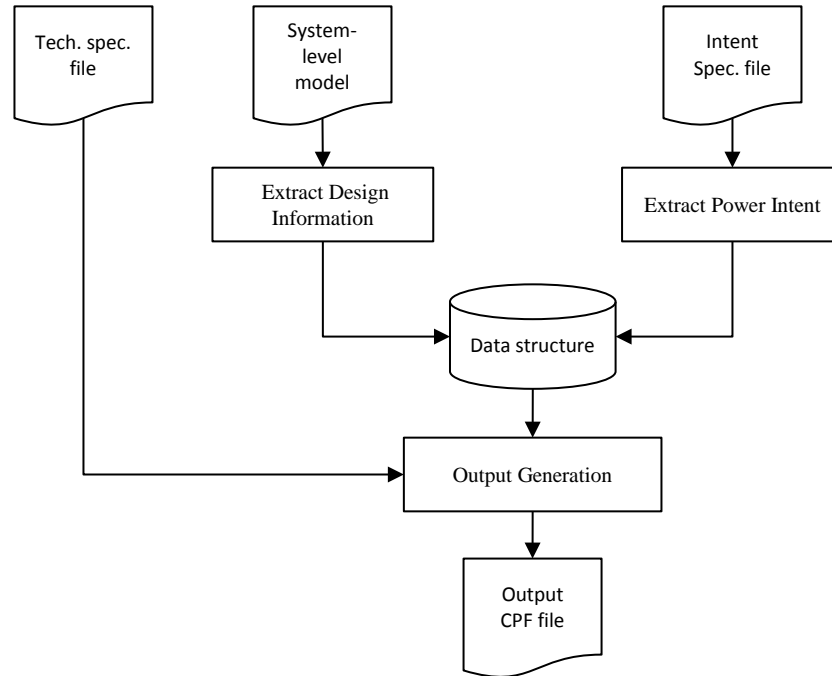 Tech. spec.
file
System-
level
model
Intent
Spec. file
Extract Design
Information
Extract Power Intent
Data structure
Output Generation
Output
CPF file